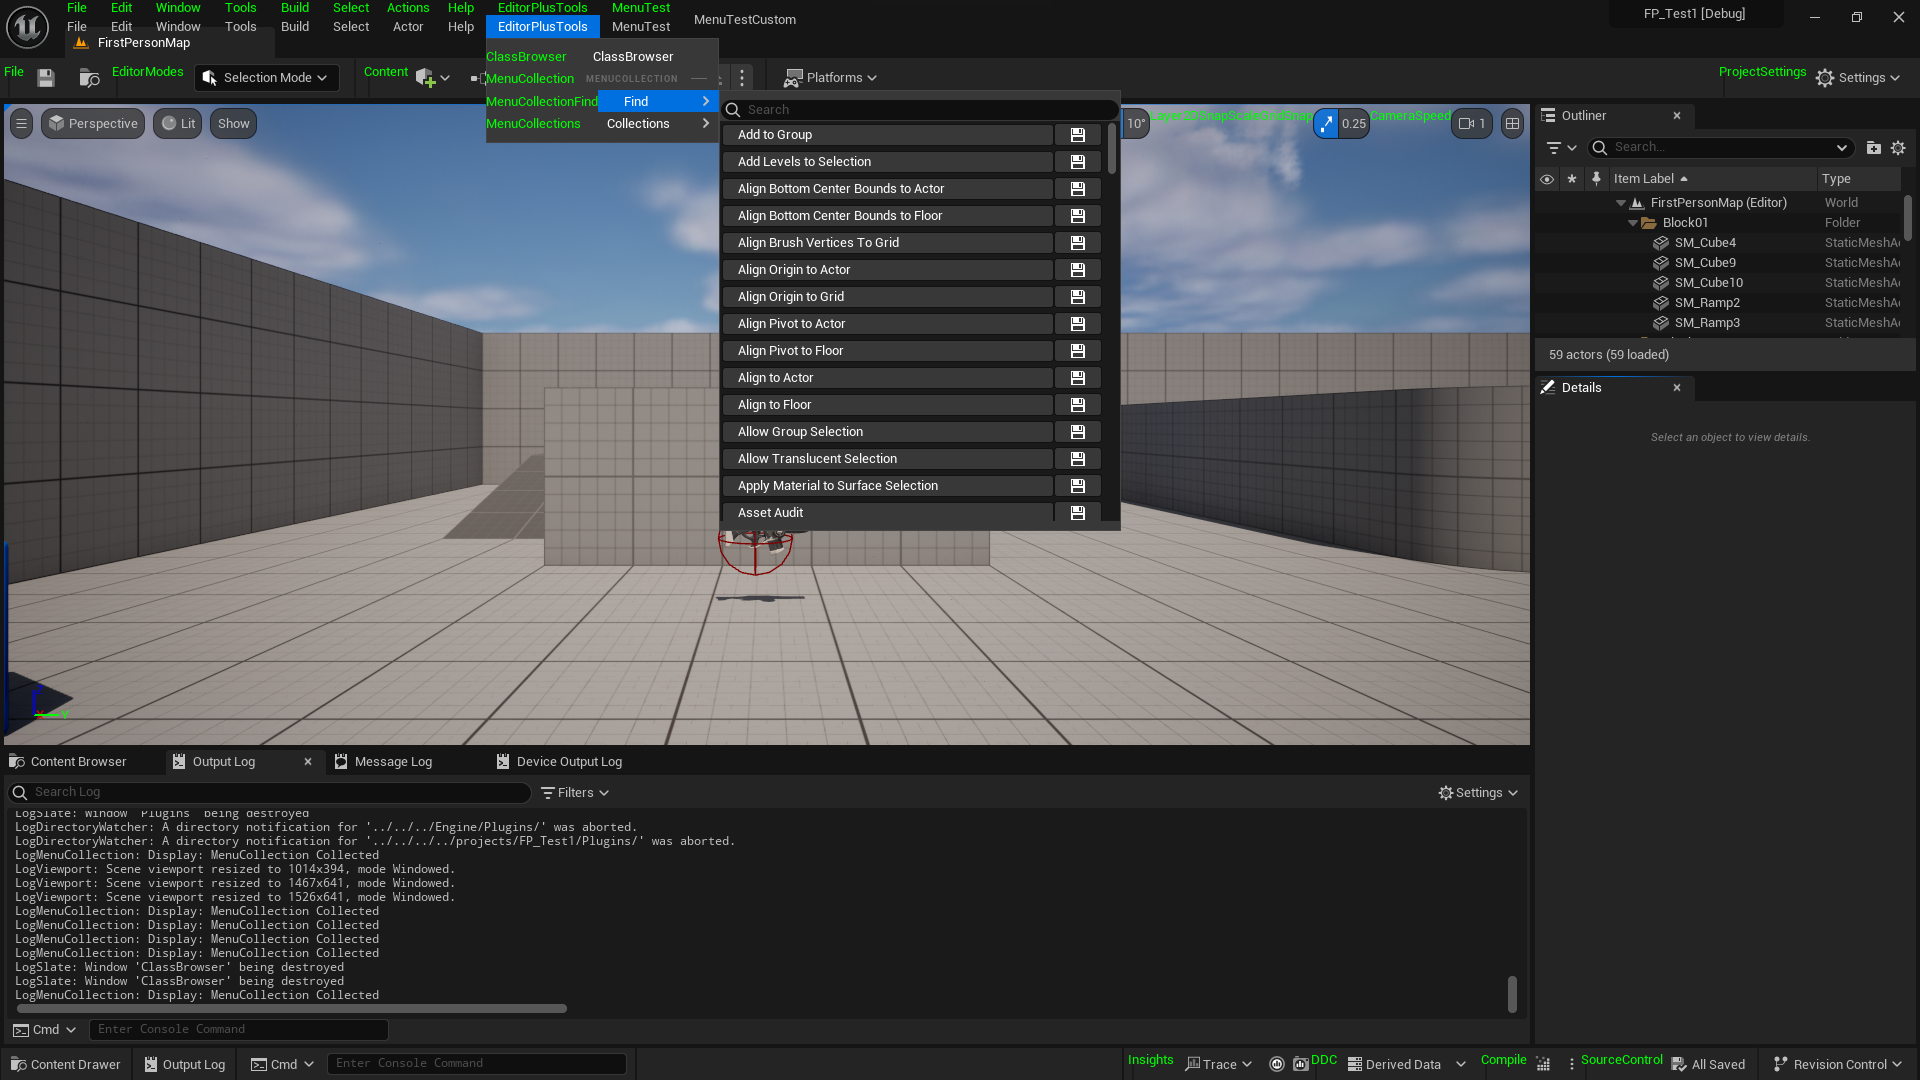 File Edit Window Tools Build Select Actions Help EditorPlusTools MenuTest
File Edit Window Tools Build Select Actor Help EditorPlusTools MenuTest MenuTestCustom FP_Test1 [Debug]
FirstPersonMap
File EditorModes Selection Mode Content Platforms ProjectSettings Settings
ClassBrowser ClassBrowser
MenuCollection MENUCOLLECTION
MenuCollectionFind Find
MenuCollections Collections
Search
Add to Group
Add Levels to Selection
Align Bottom Center Bounds to Actor
Align Bottom Center Bounds to Floor
Align Brush Vertices To Grid
Align Origin to Actor
Align Origin to Grid
Align Pivot to Actor
Align Pivot to Floor
Align to Actor
Align to Floor
Allow Group Selection
Allow Translucent Selection
Apply Material to Surface Selection
Asset Audit
Perspective Lit Show
10° 0.25 CameraSpeed 1
Outliner
Search...
Item Label Type
FirstPersonMap (Editor) World
Block01 Folder
SM_Cube4 StaticMeshA
SM_Cube9 StaticMeshA
SM_Cube10 StaticMeshA
SM_Ramp2 StaticMeshA
SM_Ramp3 StaticMeshA
59 actors (59 loaded)
Details
Select an object to view details.
Content Browser Output Log Message Log Device Output Log
Search Log Filters Settings
LogSlate: Window 'Plugins' being destroyed
LogDirectoryWatcher: A directory notification for '../../../Engine/Plugins/' was aborted.
LogDirectoryWatcher: A directory notification for '../../../../projects/FP_Test1/Plugins/' was aborted.
LogMenuCollection: Display: MenuCollection Collected
LogViewport: Scene viewport resized to 1014x394, mode Windowed.
LogViewport: Scene viewport resized to 1467x641, mode Windowed.
LogViewport: Scene viewport resized to 1526x641, mode Windowed.
LogMenuCollection: Display: MenuCollection Collected
LogMenuCollection: Display: MenuCollection Collected
LogMenuCollection: Display: MenuCollection Collected
LogMenuCollection: Display: MenuCollection Collected
LogSlate: Window 'ClassBrowser' being destroyed
LogSlate: Window 'ClassBrowser' being destroyed
LogMenuCollection: Display: MenuCollection Collected
Cmd Enter Console Command
Content Drawer Output Log Cmd Enter Console Command Insights Trace DDC Derived Data Compile SourceControl All Saved Revision Control